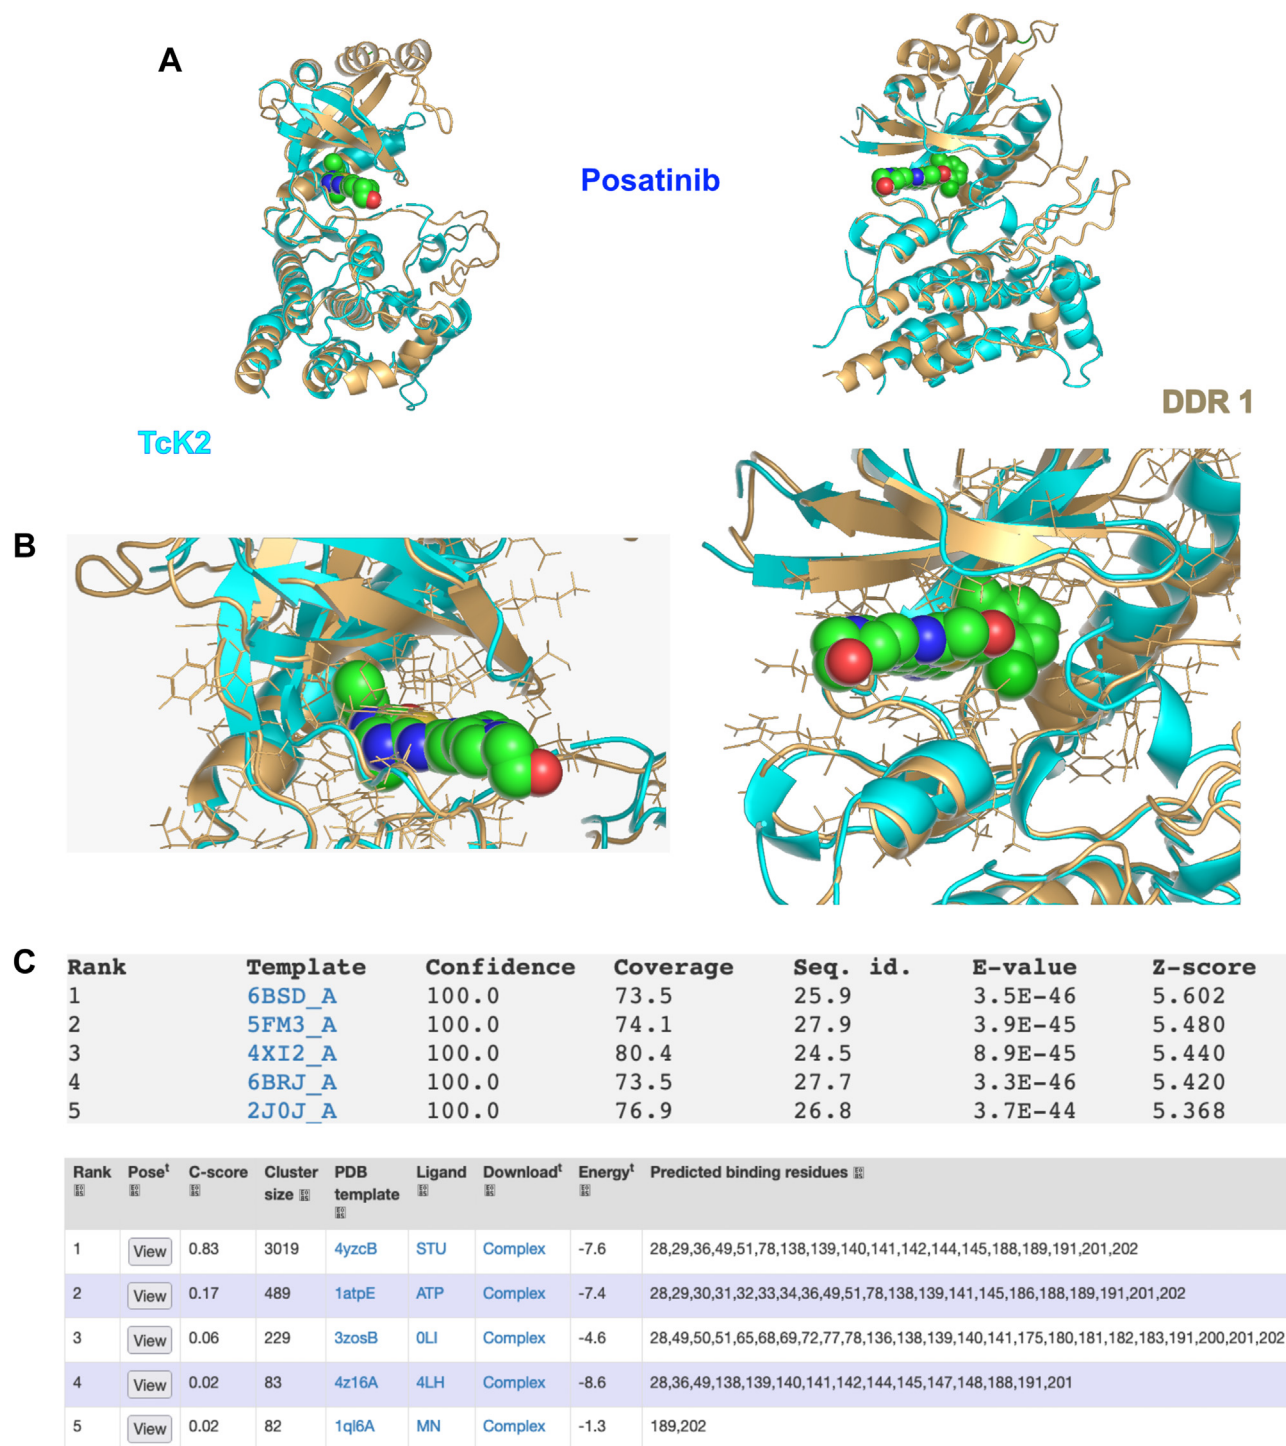 A
Posatinib
DDR 1
TcK2
B
C
Rank Template Confidence Coverage Seq. id. E-value Z-score
1 6BSD_A 100.0 73.5 25.9 3.5E-46 5.602
2 5FM3_A 100.0 74.1 27.9 3.9E-45 5.480
3 4XI2_A 100.0 80.4 24.5 8.9E-45 5.440
4 6BRJ_A 100.0 73.5 27.7 3.3E-46 5.420
5 2J0J_A 100.0 76.9 26.8 3.7E-44 5.368
Rank Poseᵗ C-score Cluster size PDB template Ligand Downloadᵗ Energyᵗ Predicted binding residues
1 View 0.83 3019 4yzcB STU Complex -7.6 28,29,36,49,51,78,138,139,140,141,142,144,145,188,189,191,201,202
2 View 0.17 489 1atpE ATP Complex -7.4 28,29,30,31,32,33,34,36,49,51,78,138,139,141,145,186,188,189,191,201,202
3 View 0.06 229 3zosB 0LI Complex -4.6 28,49,50,51,65,68,69,72,77,78,136,138,139,140,141,175,180,181,182,183,191,200,201,202
4 View 0.02 83 4z16A 4LH Complex -8.6 28,36,49,138,139,140,141,142,144,145,147,148,188,191,201
5 View 0.02 82 1ql6A MN Complex -1.3 189,202